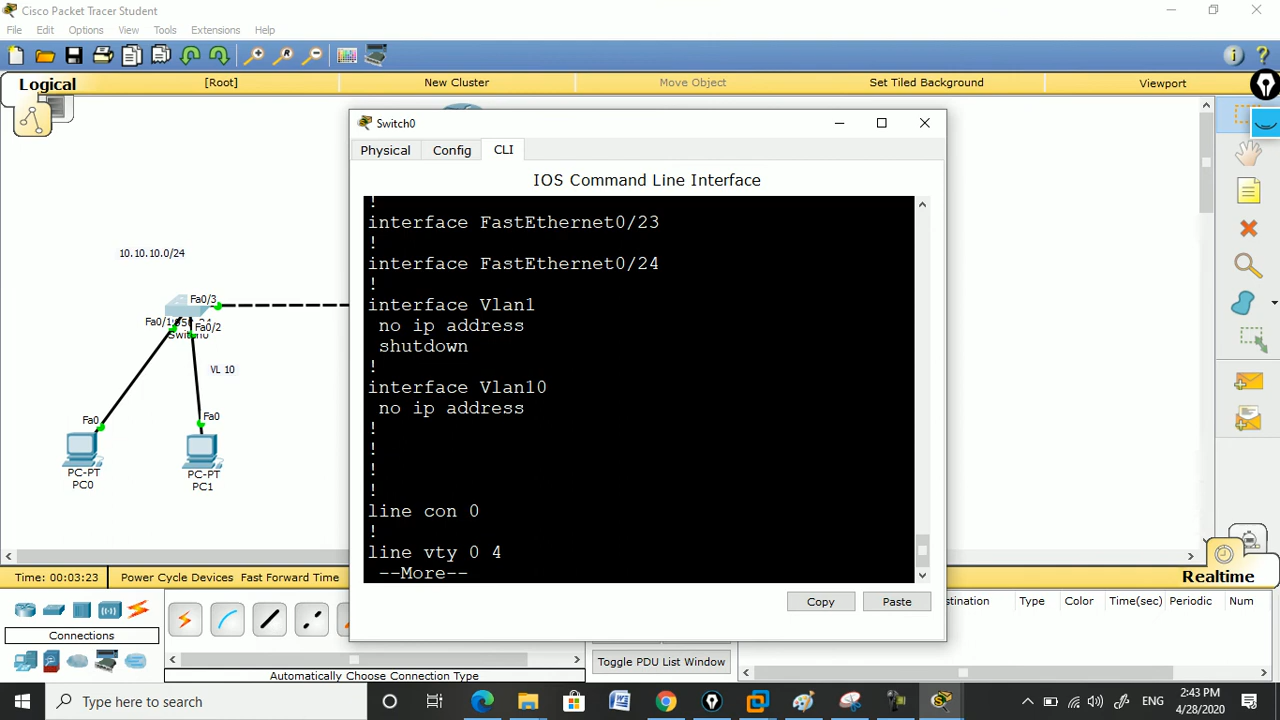 Cisco Packet Tracer Student
File Edit Options View Tools Extensions Help
Logical [Root] New Cluster Move Object Set Tiled Background Viewport
Switch0
Physical Config CLI
IOS Command Line Interface
!
interface FastEthernet0/23
!
interface FastEthernet0/24
!
interface Vlan1
no ip address
shutdown
!
interface Vlan10
no ip address
!
!
!
!
line con 0
!
line vty 0 4
--More--
Copy Paste
10.10.10.0/24
Fa0/3
Fa0/1
Fa0/2
Switch0
VL 10
Fa0
Fa0
PC-PT
PC0
PC-PT
PC1
Time: 00:03:23 Power Cycle Devices Fast Forward Time
Realtime
Connections
Automatically Choose Connection Type
Toggle PDU List Window
stination Type Color Time(sec) Periodic Num
Type here to search
ENG
2:43 PM
4/28/2020